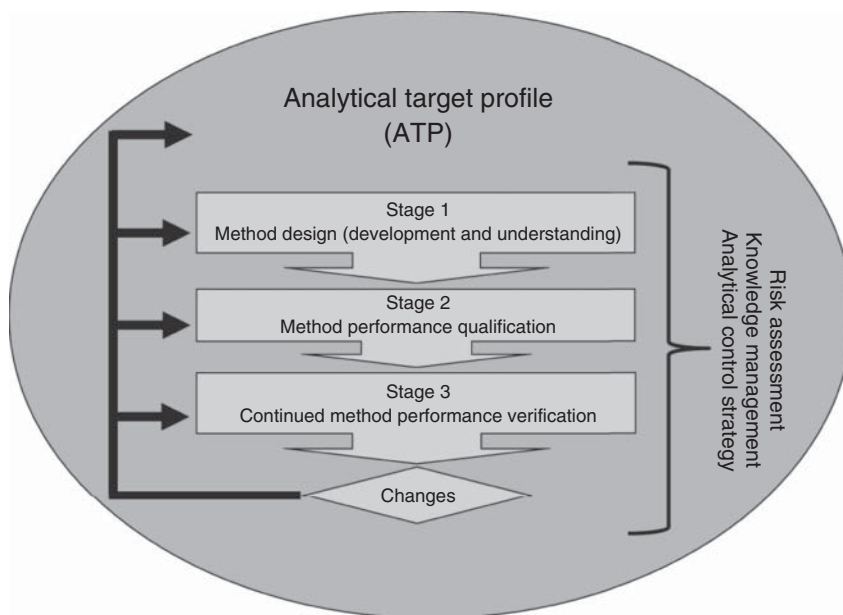 Analytical target profile
(ATP)
Stage 1
Method design (development and understanding)
Stage 2
Method performance qualification
Stage 3
Continued method performance verification
Changes
Risk assessment
Knowledge management
Analytical control strategy